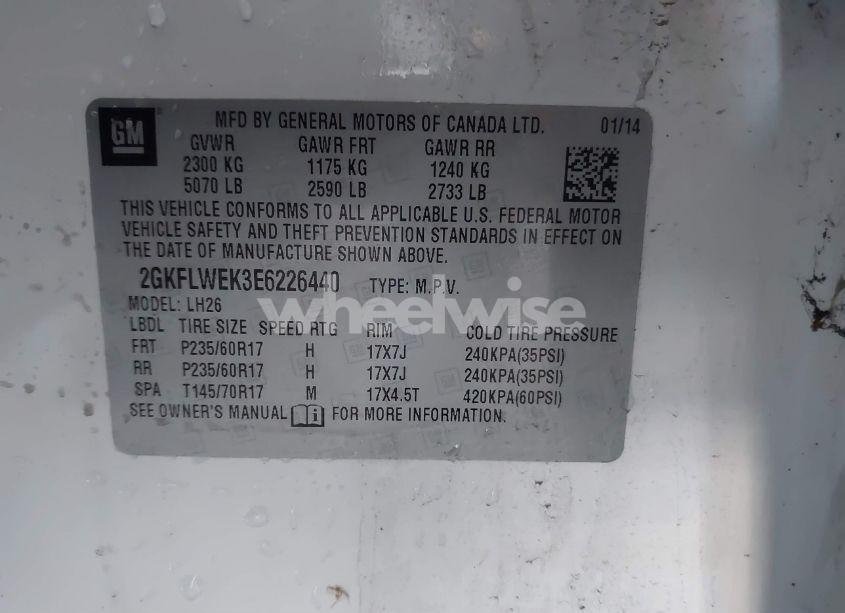 GM
MFD BY GENERAL MOTORS OF CANADA LTD. 01/14
GVWR GAWR FRT GAWR RR
2300 KG 1175 KG 1240 KG
5070 LB 2590 LB 2733 LB
THIS VEHICLE CONFORMS TO ALL APPLICABLE U.S. FEDERAL MOTOR
VEHICLE SAFETY AND THEFT PREVENTION STANDARDS IN EFFECT ON
THE DATE OF MANUFACTURE SHOWN ABOVE.
2GKFLWEK3E6226440 TYPE: M.P.V.
MODEL: LH26
wheelwise
LBDL TIRE SIZE SPEED RTG RIM COLD TIRE PRESSURE
FRT P235/60R17 H 17X7J 240KPA(35PSI)
RR P235/60R17 H 17X7J 240KPA(35PSI)
SPA T145/70R17 M 17X4.5T 420KPA(60PSI)
SEE OWNER'S MANUAL FOR MORE INFORMATION.